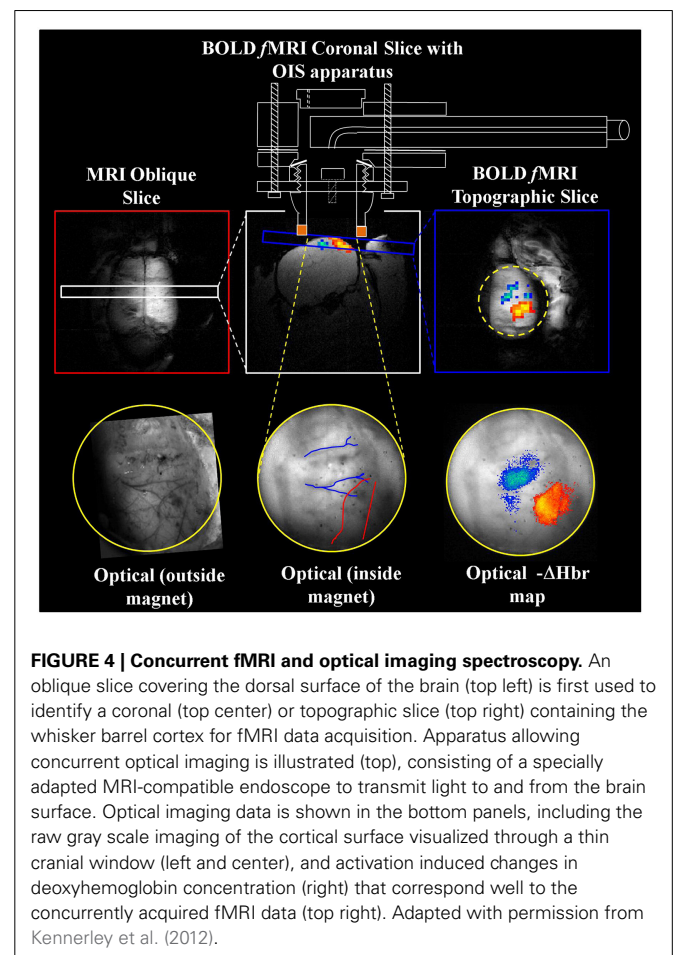 BOLD fMRI Coronal Slice with
OIS apparatus
MRI Oblique
Slice
BOLD fMRI
Topographic Slice
Optical (outside
magnet)
Optical (inside
magnet)
Optical -ΔHbr
map
FIGURE 4 | Concurrent fMRI and optical imaging spectroscopy. An
oblique slice covering the dorsal surface of the brain (top left) is first used to
identify a coronal (top center) or topographic slice (top right) containing the
whisker barrel cortex for fMRI data acquisition. Apparatus allowing
concurrent optical imaging is illustrated (top), consisting of a specially
adapted MRI-compatible endoscope to transmit light to and from the brain
surface. Optical imaging data is shown in the bottom panels, including the
raw gray scale imaging of the cortical surface visualized through a thin
cranial window (left and center), and activation induced changes in
deoxyhemoglobin concentration (right) that correspond well to the
concurrently acquired fMRI data (top right). Adapted with permission from
Kennerley et al. (2012).